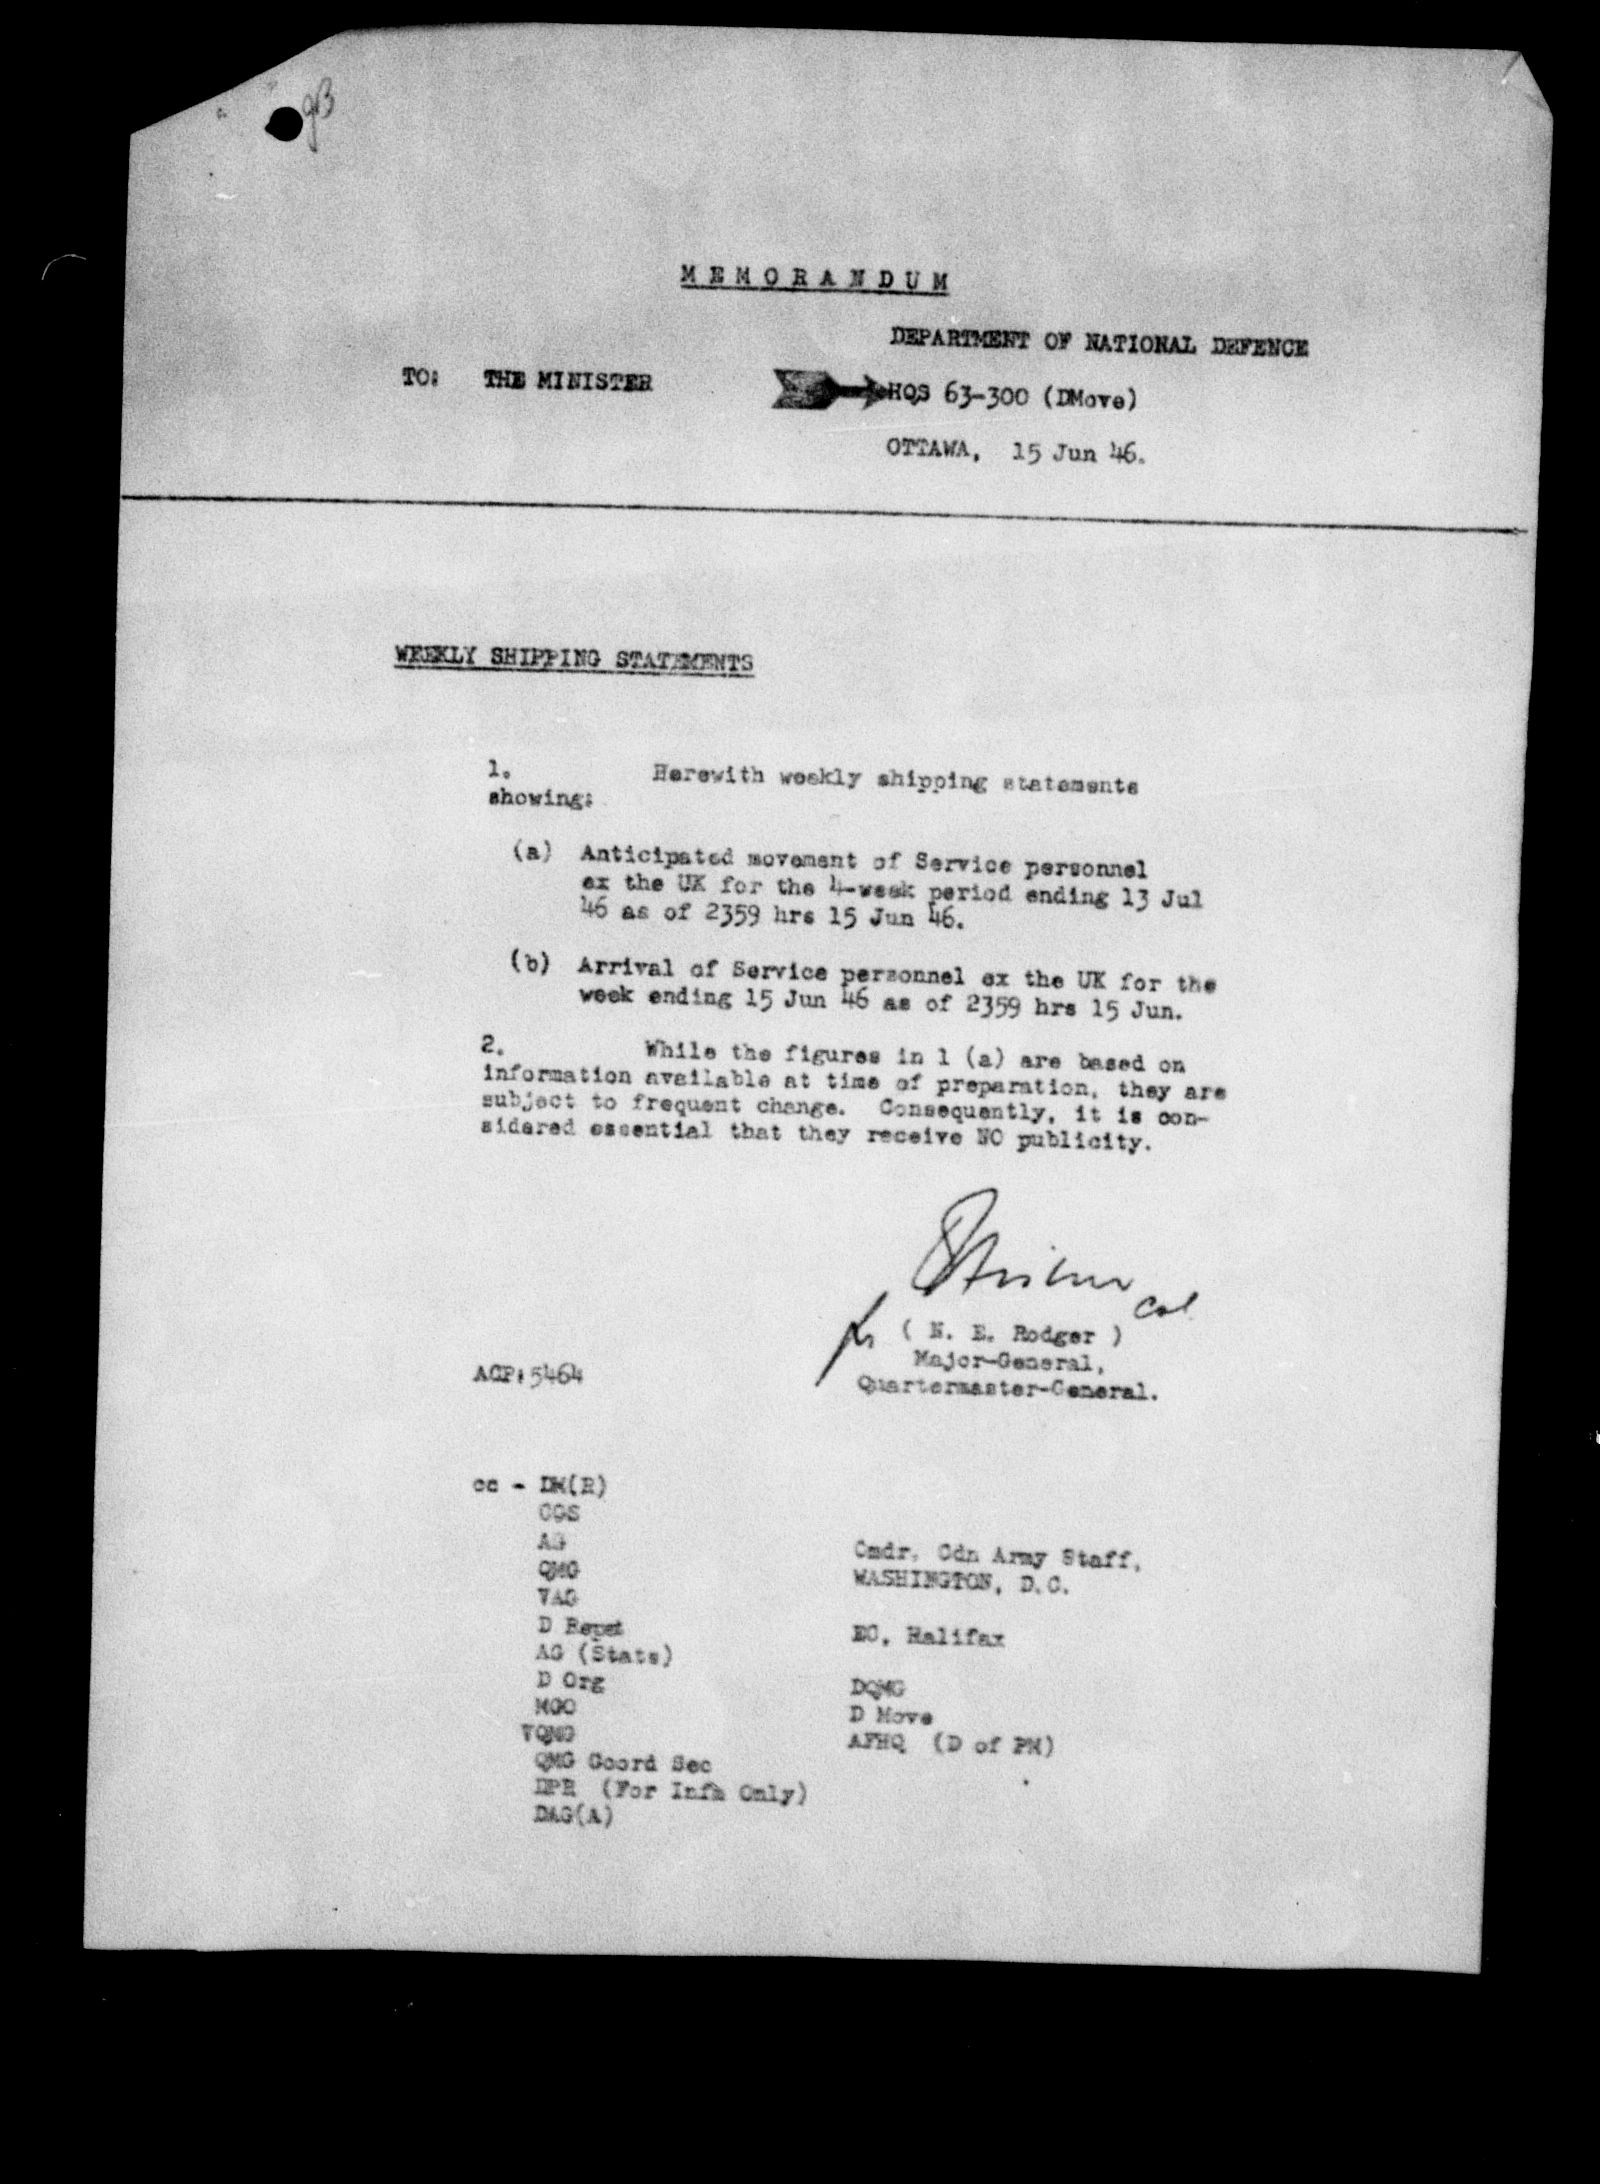 gB
MEMORANDUM
DEPARTMENT OF NATIONAL DEFENCE
TO: THE MINISTER
HQS 63-300 (DMove)
OTTAWA, 15 Jun 46.
WEEKLY SHIPPING STATEMENTS
1. Herewith weekly shipping statements
showing:
(a) Anticipated movement of Service personnel
ex the UK for the 4-week period ending 13 Jul
46 as of 2359 hrs 15 Jun 46.
(b) Arrival of Service personnel ex the UK for the
week ending 15 Jun 46 as of 2359 hrs 15 Jun.
2. While the figures in 1 (a) are based on
information available at time of preparation, they are
subject to frequent change. Consequently, it is con-
sidered essential that they receive NO publicity.
Col
for ( N. E. Rodger )
Major-General,
Quartermaster-General.
ACP:5464
cc - DM(R)
CGS
AG
QMG
VAG
D Repat
AG (Stats)
D Org
MGO
VQMG
QMG Coord Sec
DPR (For Infm Only)
DAG(A)
Cmdr. Cdn Army Staff,
WASHINGTON, D.C.
EO, Halifax
DQMG
D Move
AFHQ (D of PM)